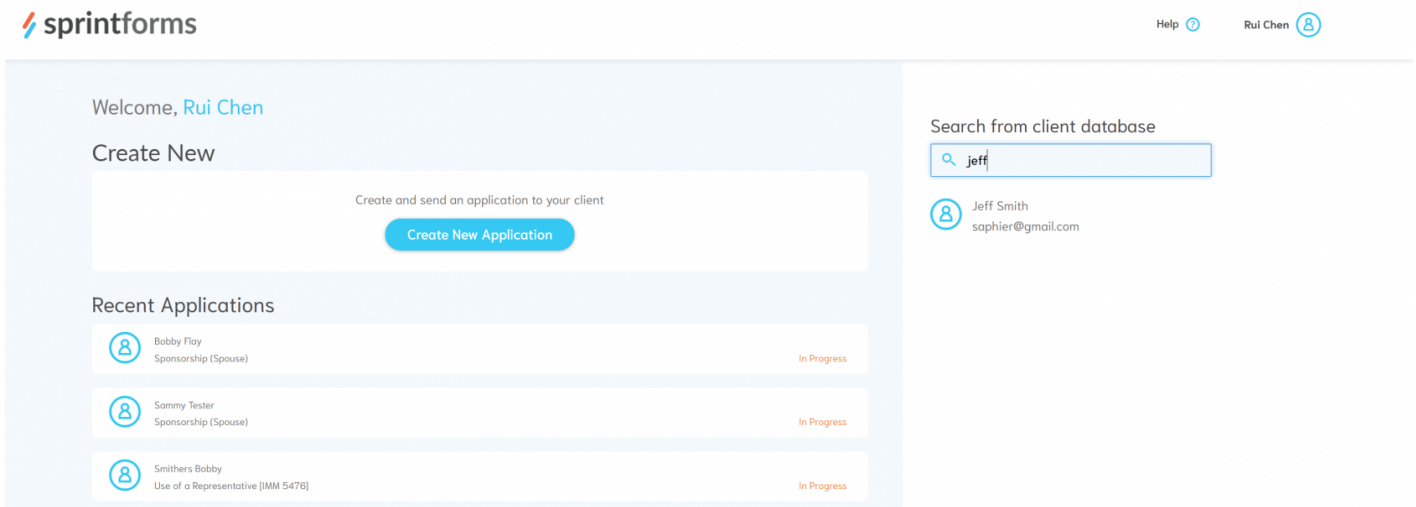 sprintforms
Help ?
Rui Chen
Welcome, Rui Chen
Create New
Create and send an application to your client
Create New Application
Recent Applications
Bobby Flay
Sponsorship (Spouse)
In Progress
Sammy Tester
Sponsorship (Spouse)
In Progress
Smithers Bobby
Use of a Representative [IMM 5476]
In Progress
Search from client database
jeff
Jeff Smith
saphier@gmail.com